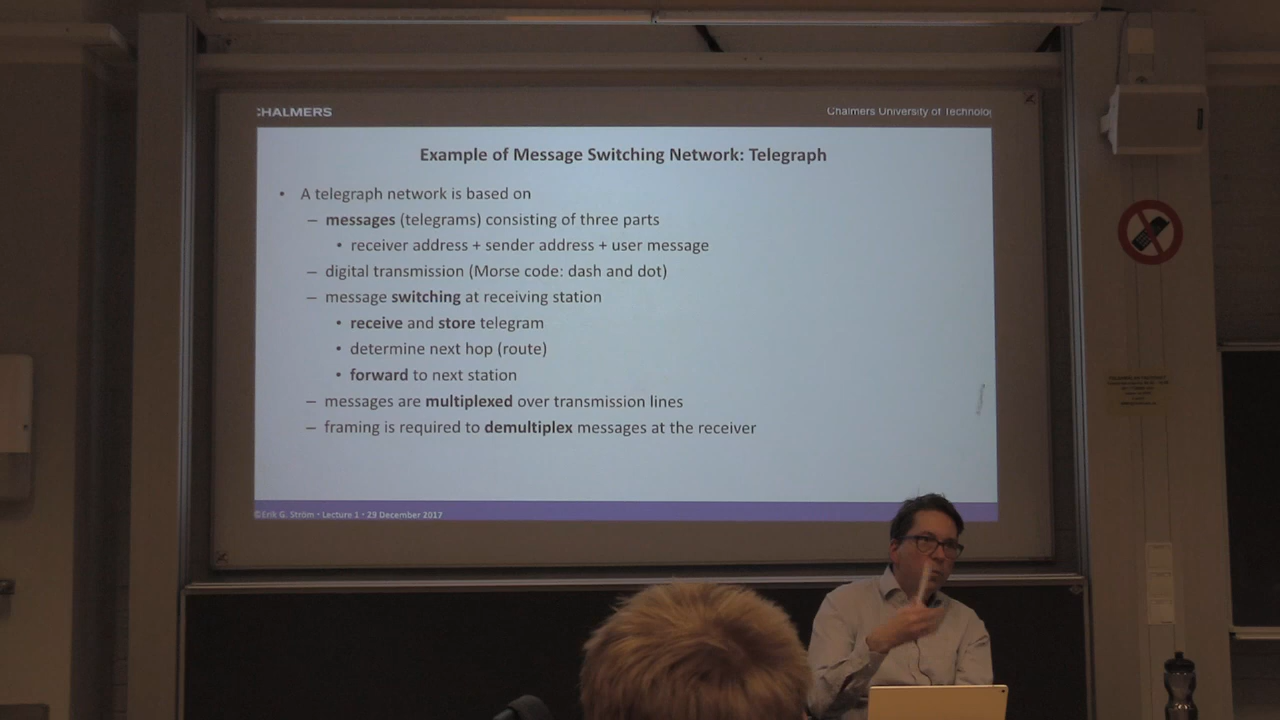 CHALMERS
Chalmers University of Technolo
Example of Message Switching Network: Telegraph
• A telegraph network is based on
– messages (telegrams) consisting of three parts
• receiver address + sender address + user message
– digital transmission (Morse code: dash and dot)
– message switching at receiving station
• receive and store telegram
• determine next hop (route)
• forward to next station
– messages are multiplexed over transmission lines
– framing is required to demultiplex messages at the receiver
©Erik G. Ström • Lecture 1 • 29 December 2017